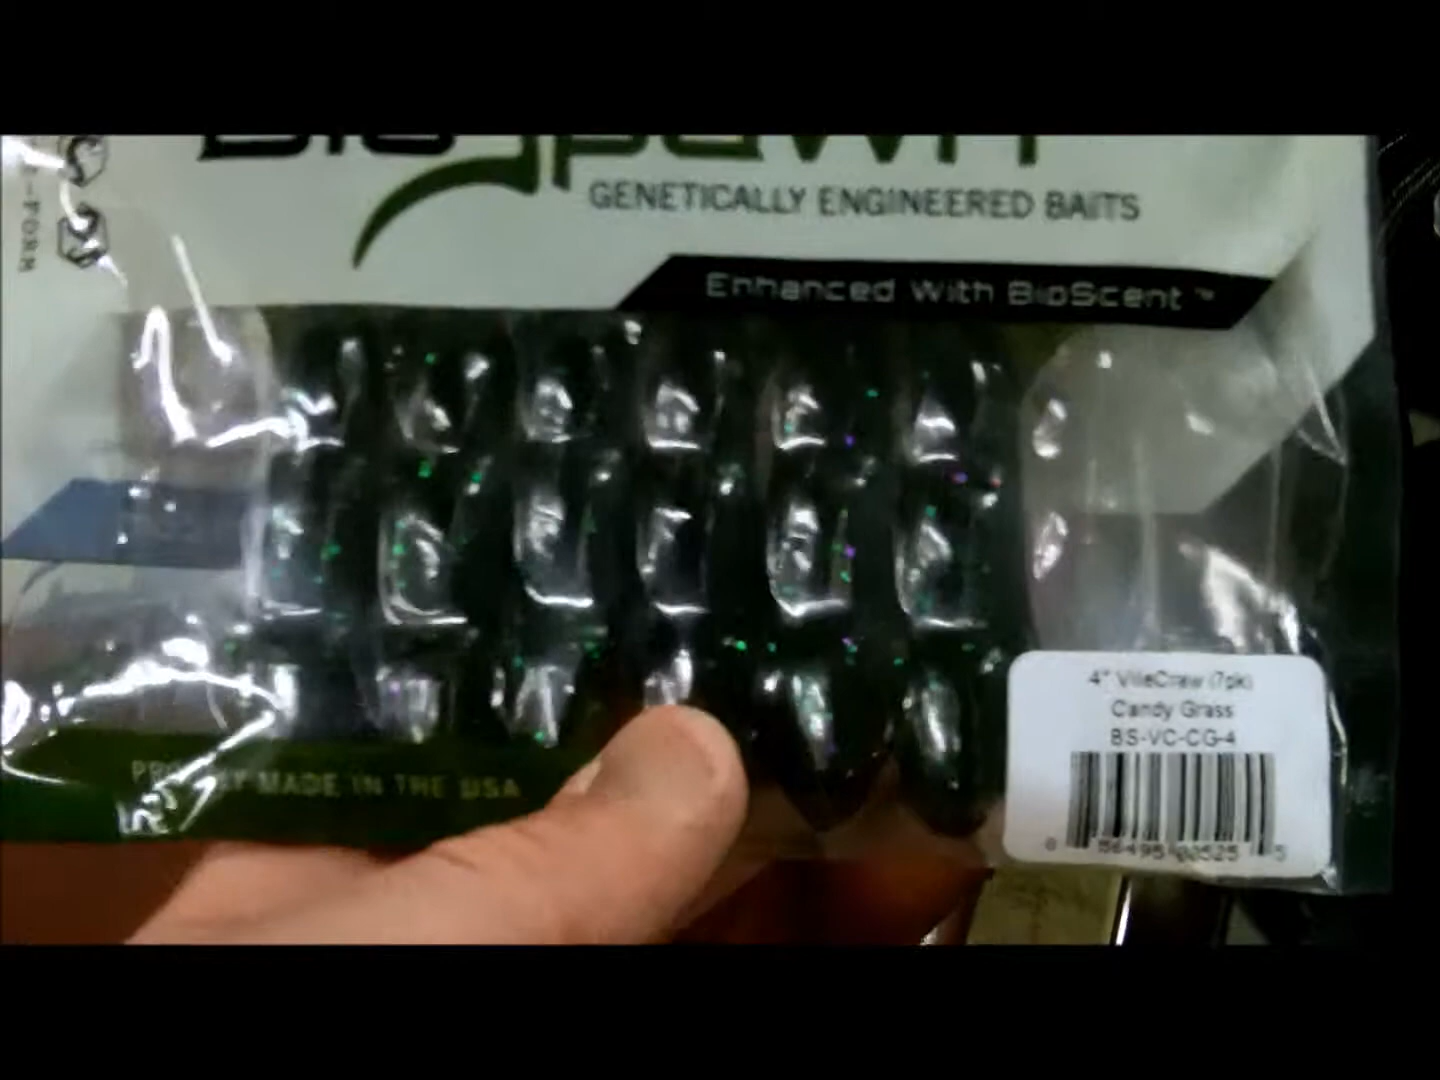 BioSpawn
GENETICALLY ENGINEERED BAITS
Enhanced With BioScent™
4" VileCraw (7pk)
Candy Grass
BS-VC-CG-4
MADE IN THE USA